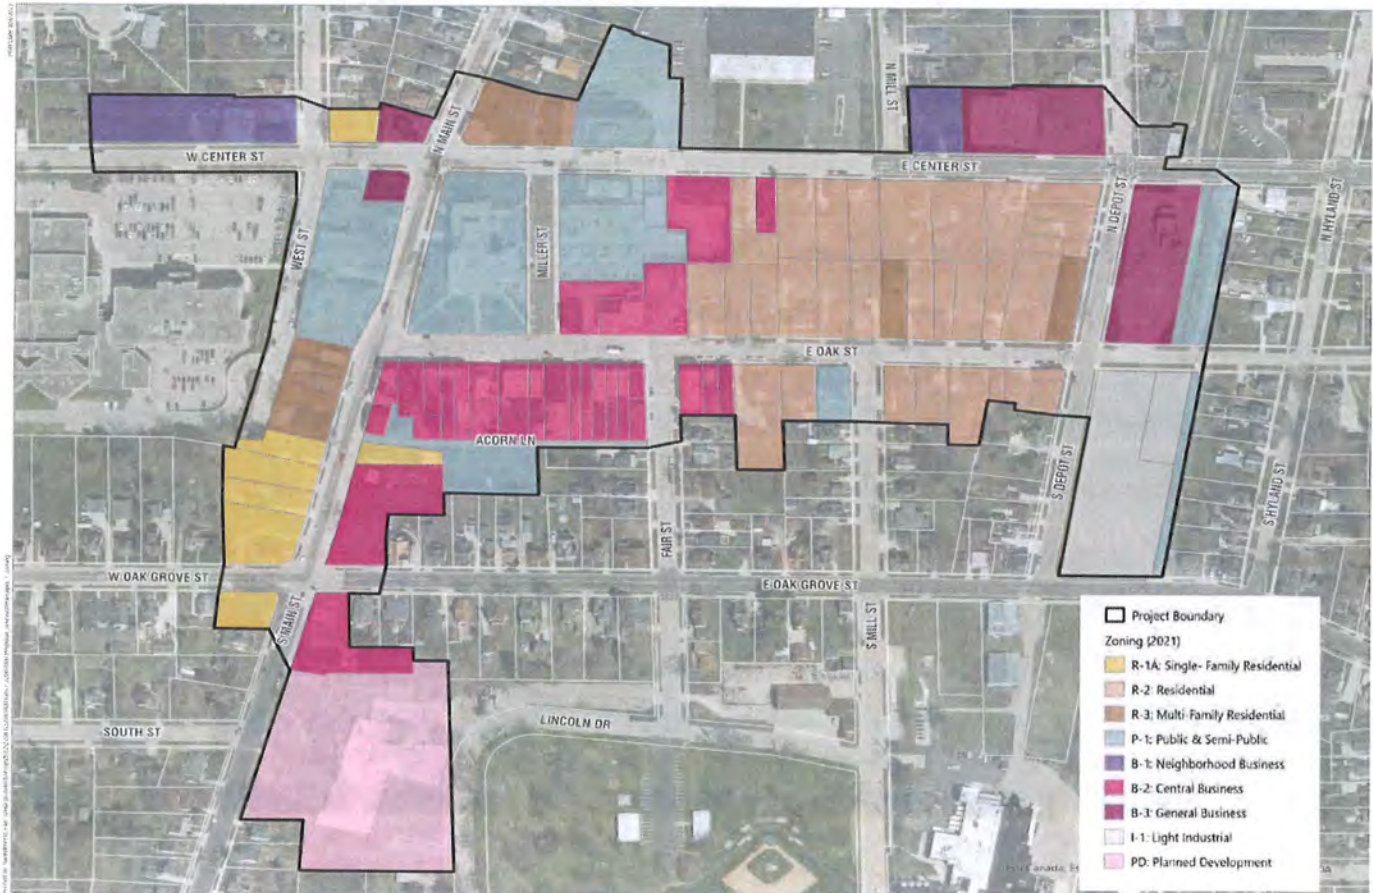 N MAIN ST
N MILL ST
W CENTER ST
E CENTER ST
WEST ST
MILLER ST
N DEPOT ST
N HYLAND ST
E OAK ST
ACORN LN
S DEPOT ST
S HYLAND ST
FAIR ST
W OAK GROVE ST
E OAK GROVE ST
S MAIN ST
S MILL ST
SOUTH ST
LINCOLN DR
Project Boundary
Zoning (2021)
R-1A: Single- Family Residential
R-2: Residential
R-3: Multi-Family Residential
P-1: Public & Semi-Public
B-1: Neighborhood Business
B-2: Central Business
B-3: General Business
I-1: Light Industrial
PD: Planned Development